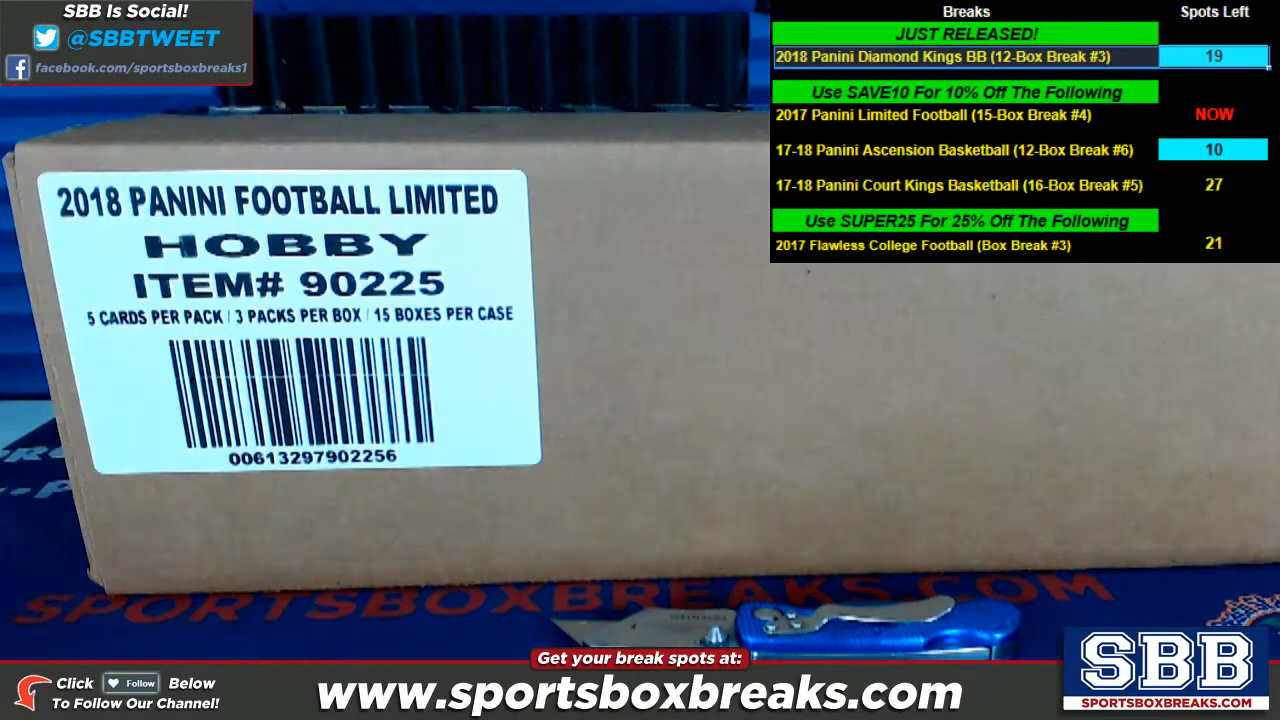 SBB Is Social!
@SBBTWEET
facebook.com/sportsboxbreaks1
Breaks Spots Left
JUST RELEASED!
2018 Panini Diamond Kings BB (12-Box Break #3) 19
Use SAVE10 For 10% Off The Following
2017 Panini Limited Football (15-Box Break #4) NOW
17-18 Panini Ascension Basketball (12-Box Break #6) 10
17-18 Panini Court Kings Basketball (16-Box Break #5) 27
Use SUPER25 For 25% Off The Following
2017 Flawless College Football (Box Break #3) 21
2018 PANINI FOOTBALL LIMITED
HOBBY
ITEM# 90225
5 CARDS PER PACK / 3 PACKS PER BOX / 15 BOXES PER CASE
00613297902256
SPORTSBOXBREAKS.COM
Get your break spots at:
Click Follow Below
To Follow Our Channel!
www.sportsboxbreaks.com
SBB
SPORTSBOXBREAKS.COM